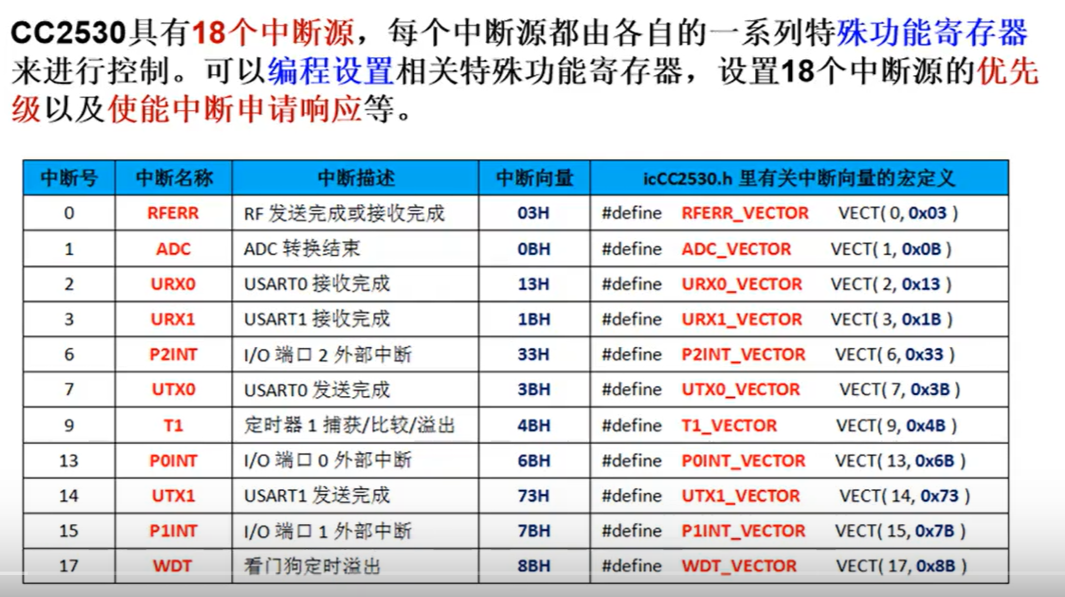 CC2530具有18个中断源，每个中断源都由各自的一系列特殊功能寄存器
来进行控制。可以编程设置相关特殊功能寄存器，设置18个中断源的优先
级以及使能中断申请响应等。
中断号 中断名称 中断描述 中断向量 iocCC2530.h 里有关中断向量的宏定义
0 RFERR RF 发送完成或接收完成 03H #define RFERR_VECTOR VECT( 0, 0x03 )
1 ADC ADC 转换结束 0BH #define ADC_VECTOR VECT( 1, 0x0B )
2 URX0 USART0 接收完成 13H #define URX0_VECTOR VECT( 2, 0x13 )
3 URX1 USART1 接收完成 1BH #define URX1_VECTOR VECT( 3, 0x1B )
6 P2INT I/O 端口 2 外部中断 33H #define P2INT_VECTOR VECT( 6, 0x33 )
7 UTX0 USART0 发送完成 3BH #define UTX0_VECTOR VECT( 7, 0x3B )
9 T1 定时器 1 捕获/比较/溢出 4BH #define T1_VECTOR VECT( 9, 0x4B )
13 P0INT I/O 端口 0 外部中断 6BH #define P0INT_VECTOR VECT( 13, 0x6B )
14 UTX1 USART1 发送完成 73H #define UTX1_VECTOR VECT( 14, 0x73 )
15 P1INT I/O 端口 1 外部中断 7BH #define P1INT_VECTOR VECT( 15, 0x7B )
17 WDT 看门狗定时溢出 8BH #define WDT_VECTOR VECT( 17, 0x8B )